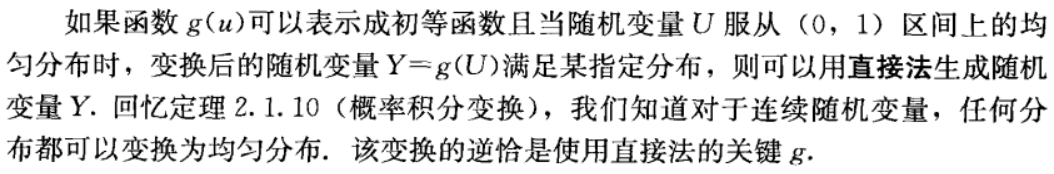 如果函数 g(u)可以表示成初等函数且当随机变量 U 服从（0，1）区间上的均
匀分布时，变换后的随机变量 Y=g(U)满足某指定分布，则可以用直接法生成随机
变量 Y. 回忆定理 2.1.10（概率积分变换），我们知道对于连续随机变量，任何分
布都可以变换为均匀分布. 该变换的逆恰是使用直接法的关键 g.